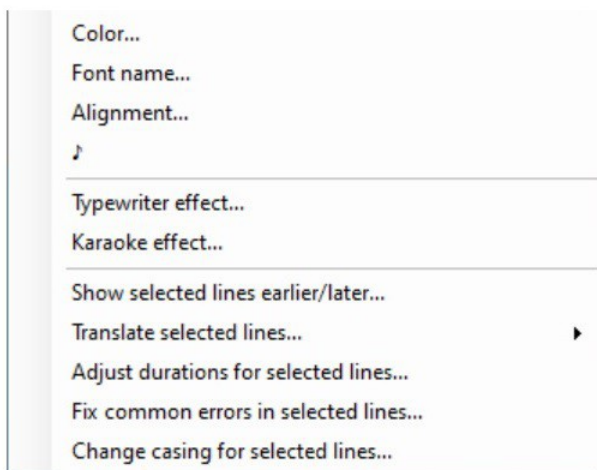 Color...
Font name...
Alignment...
♪
Typewriter effect...
Karaoke effect...
Show selected lines earlier/later...
Translate selected lines...
Adjust durations for selected lines...
Fix common errors in selected lines...
Change casing for selected lines...